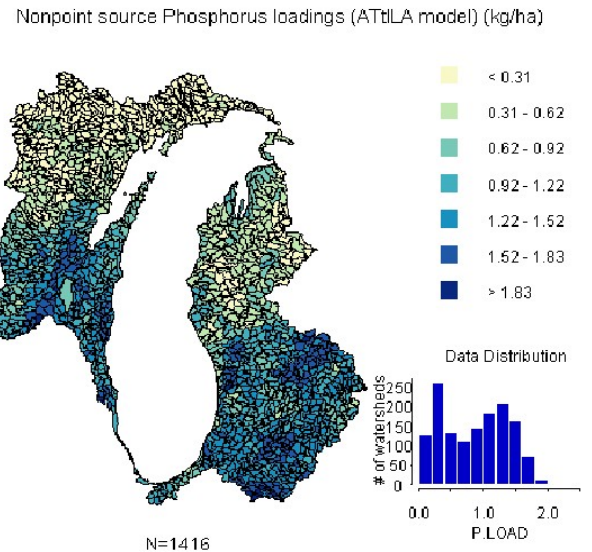 Nonpoint source Phosphorus loadings (ATtILA model) (kg/ha)
< 0.31
0.31 - 0.62
0.62 - 0.92
0.92 - 1.22
1.22 - 1.52
1.52 - 1.83
> 1.83
Data Distribution
# of watersheds
250
200
150
100
50
0
0.0 1.0 2.0
P.LOAD
N=1416